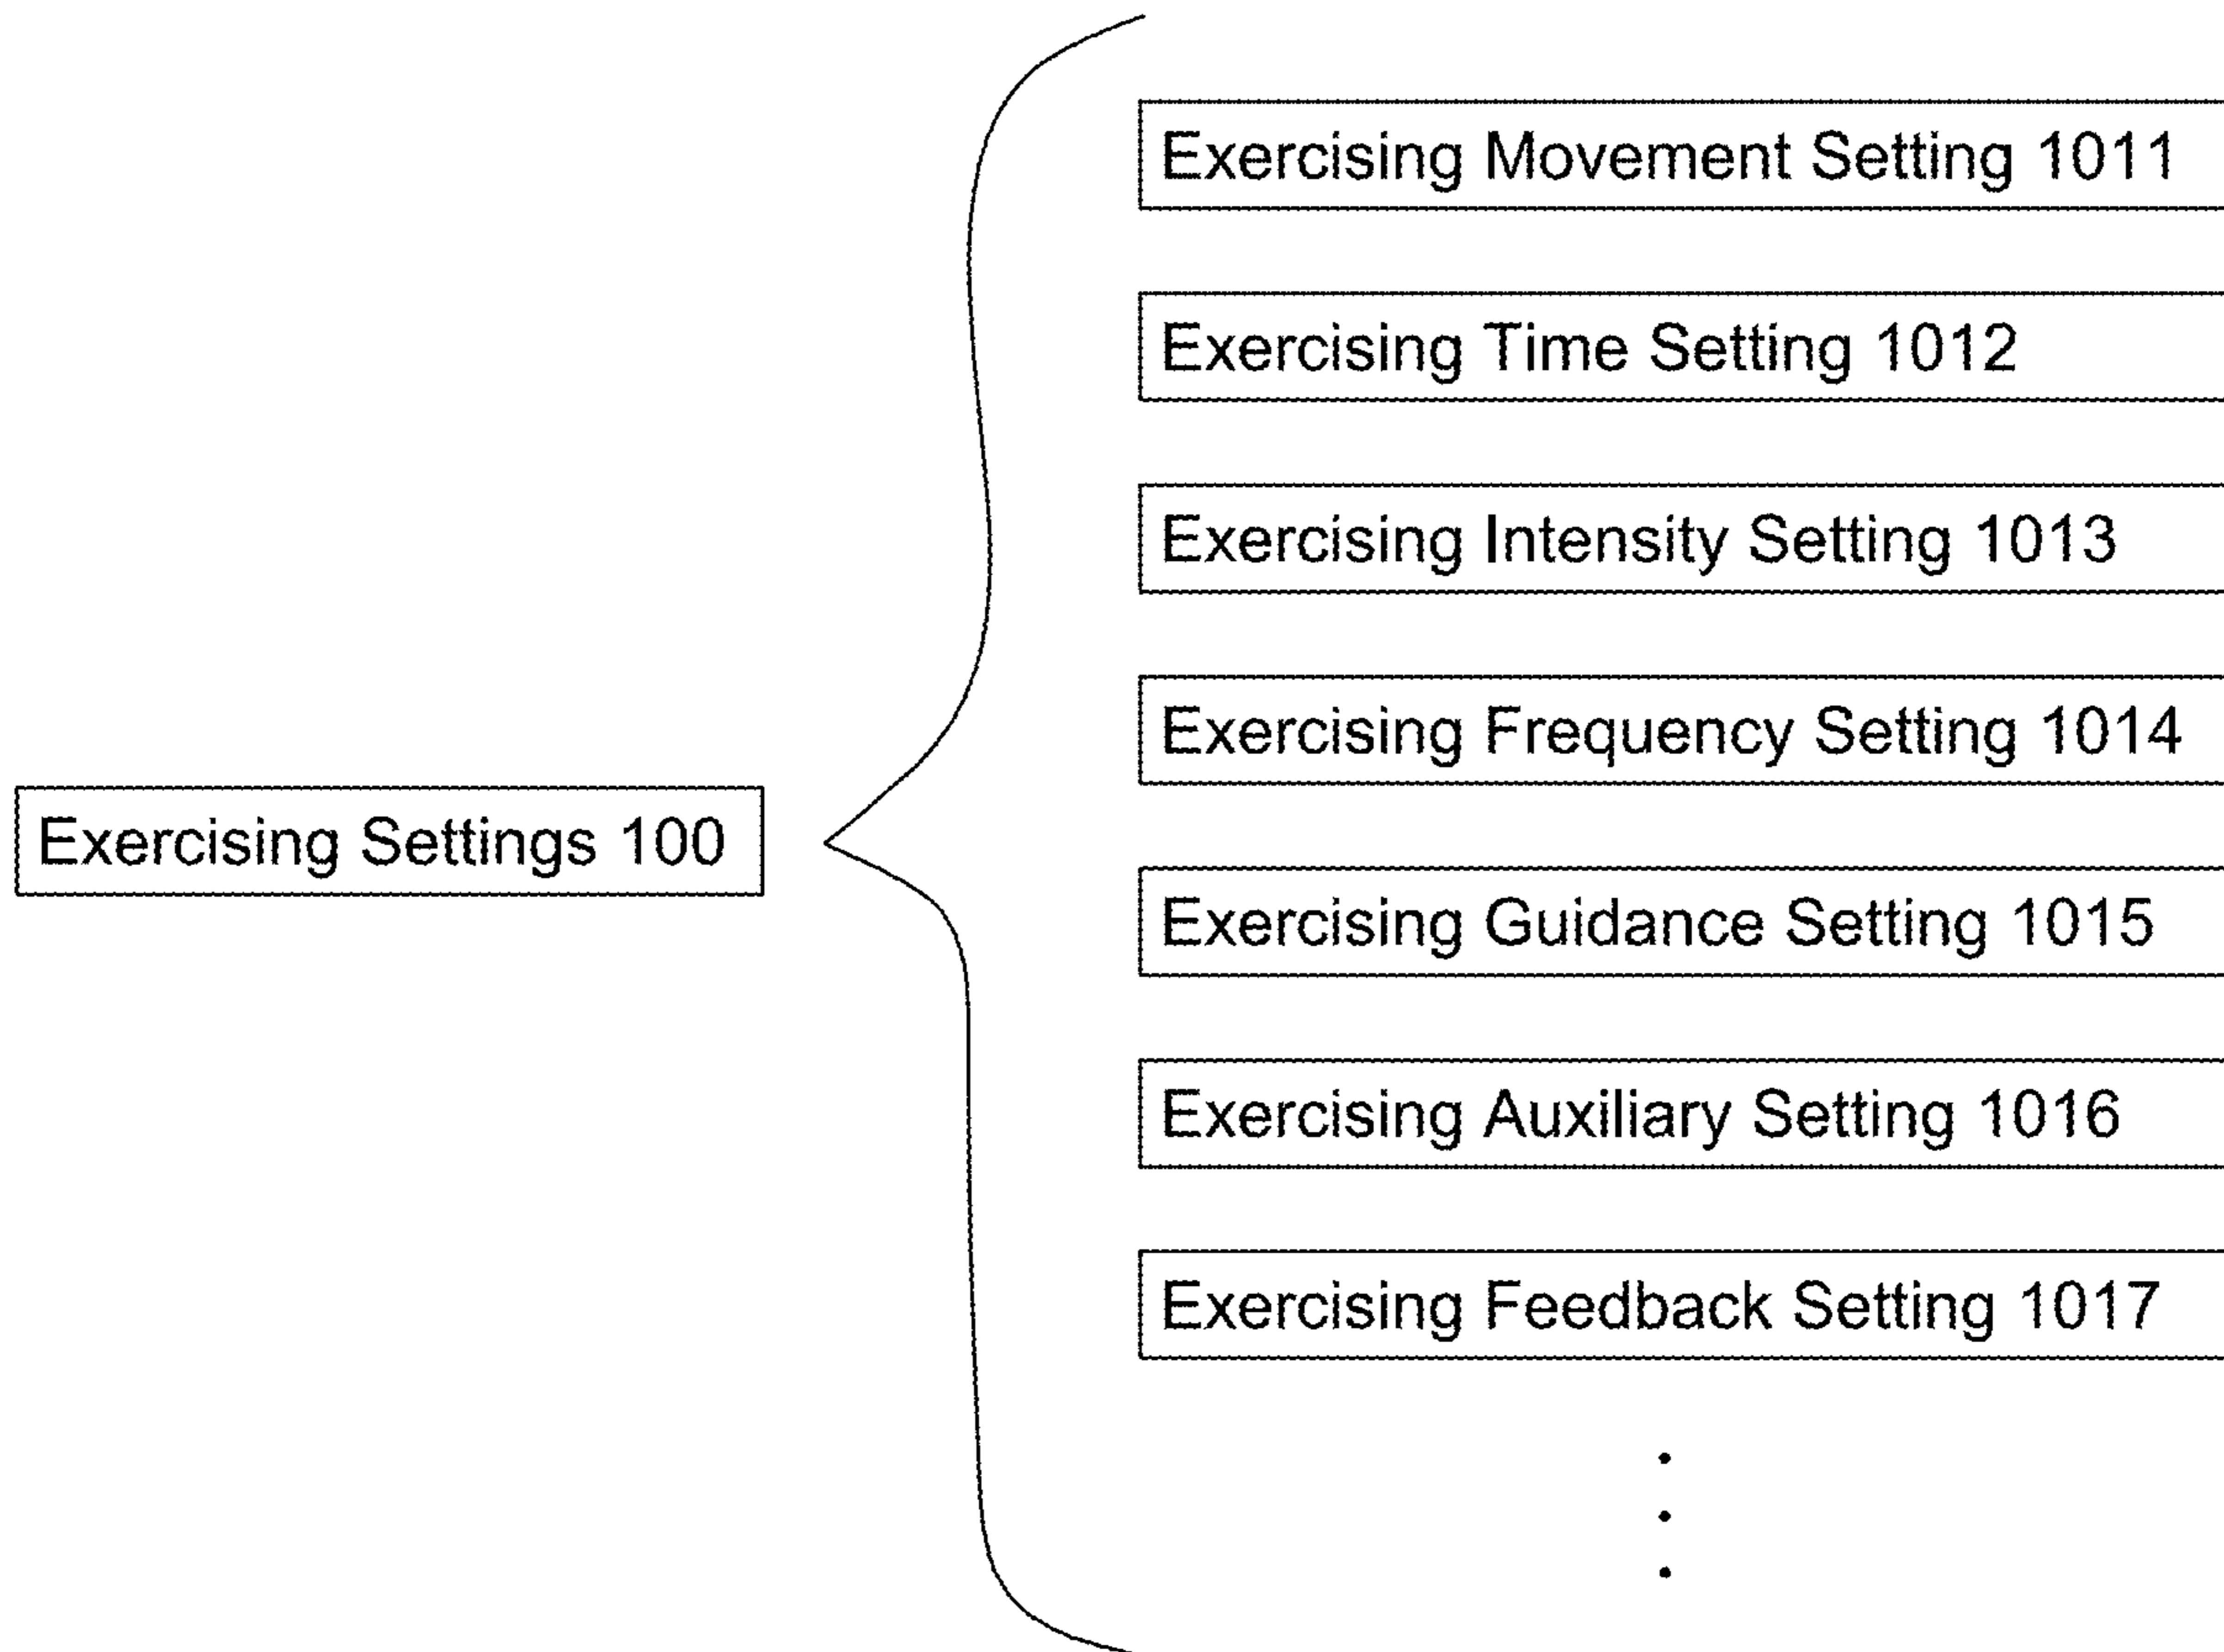 Exercising Movement Setting 1011
Exercising Time Setting 1012
Exercising Intensity Setting 1013
Exercising Frequency Setting 1014
Exercising Settings 100
Exercising Guidance Setting 1015
Exercising Auxiliary Setting 1016
Exercising Feedback Setting 1017